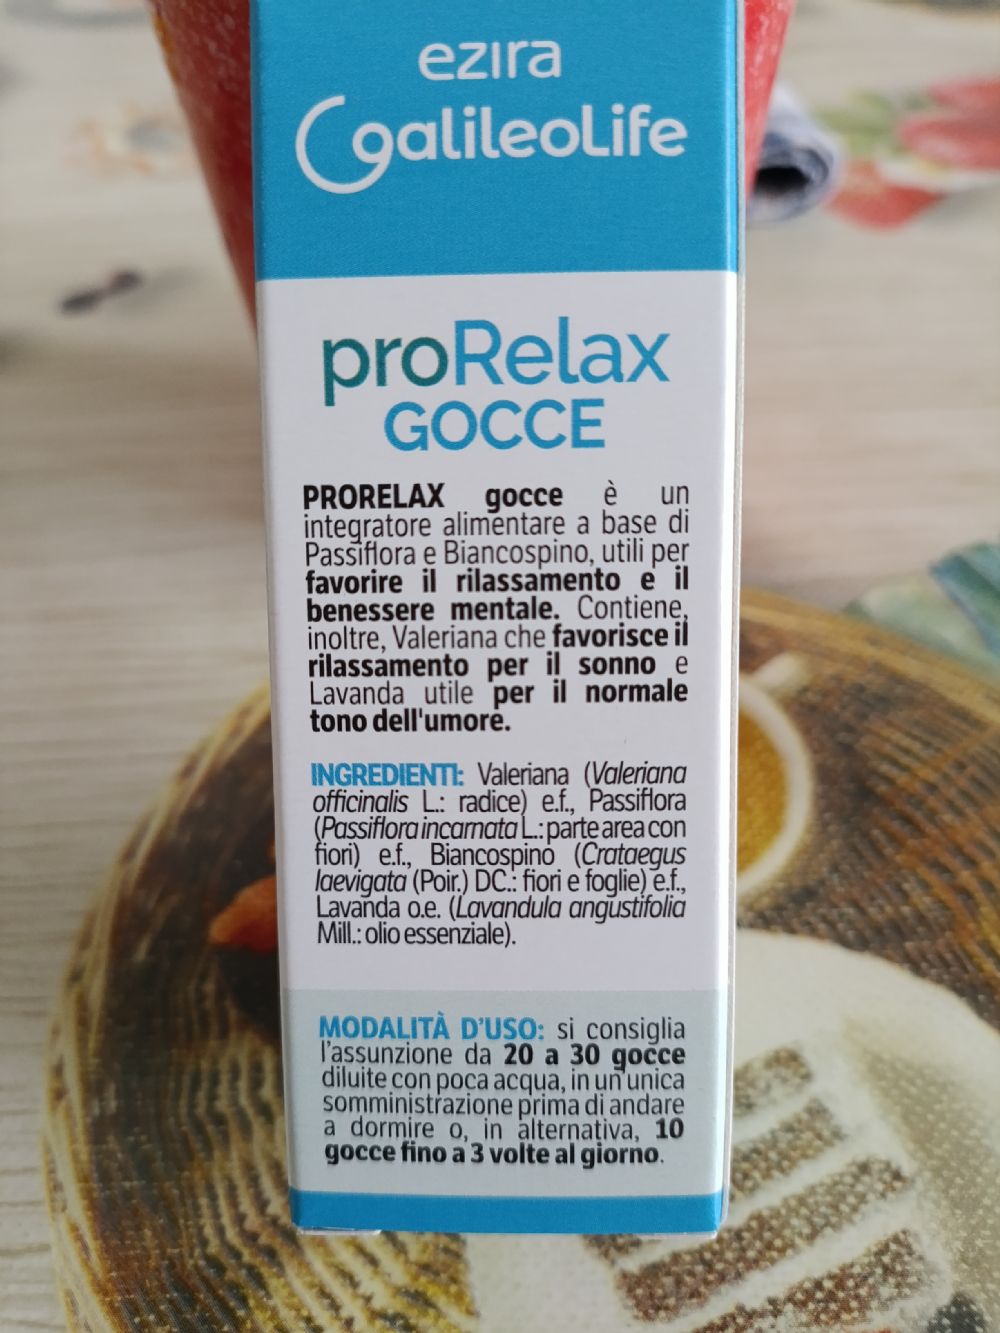 ezira
GalileoLife
proRelax
GOCCE
PRORELAX gocce è un
integratore alimentare a base di
Passiflora e Biancospino, utili per
favorire il rilassamento e il
benessere mentale. Contiene,
inoltre, Valeriana che favorisce il
rilassamento per il sonno e
Lavanda utile per il normale
tono dell'umore.
INGREDIENTI: Valeriana (Valeriana
officinalis L.: radice) e.f., Passiflora
(Passiflora incarnata L.: parte area con
fiori) e.f., Biancospino (Crataegus
laevigata (Poir.) DC.: fiori e foglie) e.f.,
Lavanda o.e. (Lavandula angustifolia
Mill.: olio essenziale).
MODALITÀ D'USO: si consiglia
l'assunzione da 20 a 30 gocce
diluite con poca acqua, in un'unica
somministrazione prima di andare
a dormire o, in alternativa, 10
gocce fino a 3 volte al giorno.